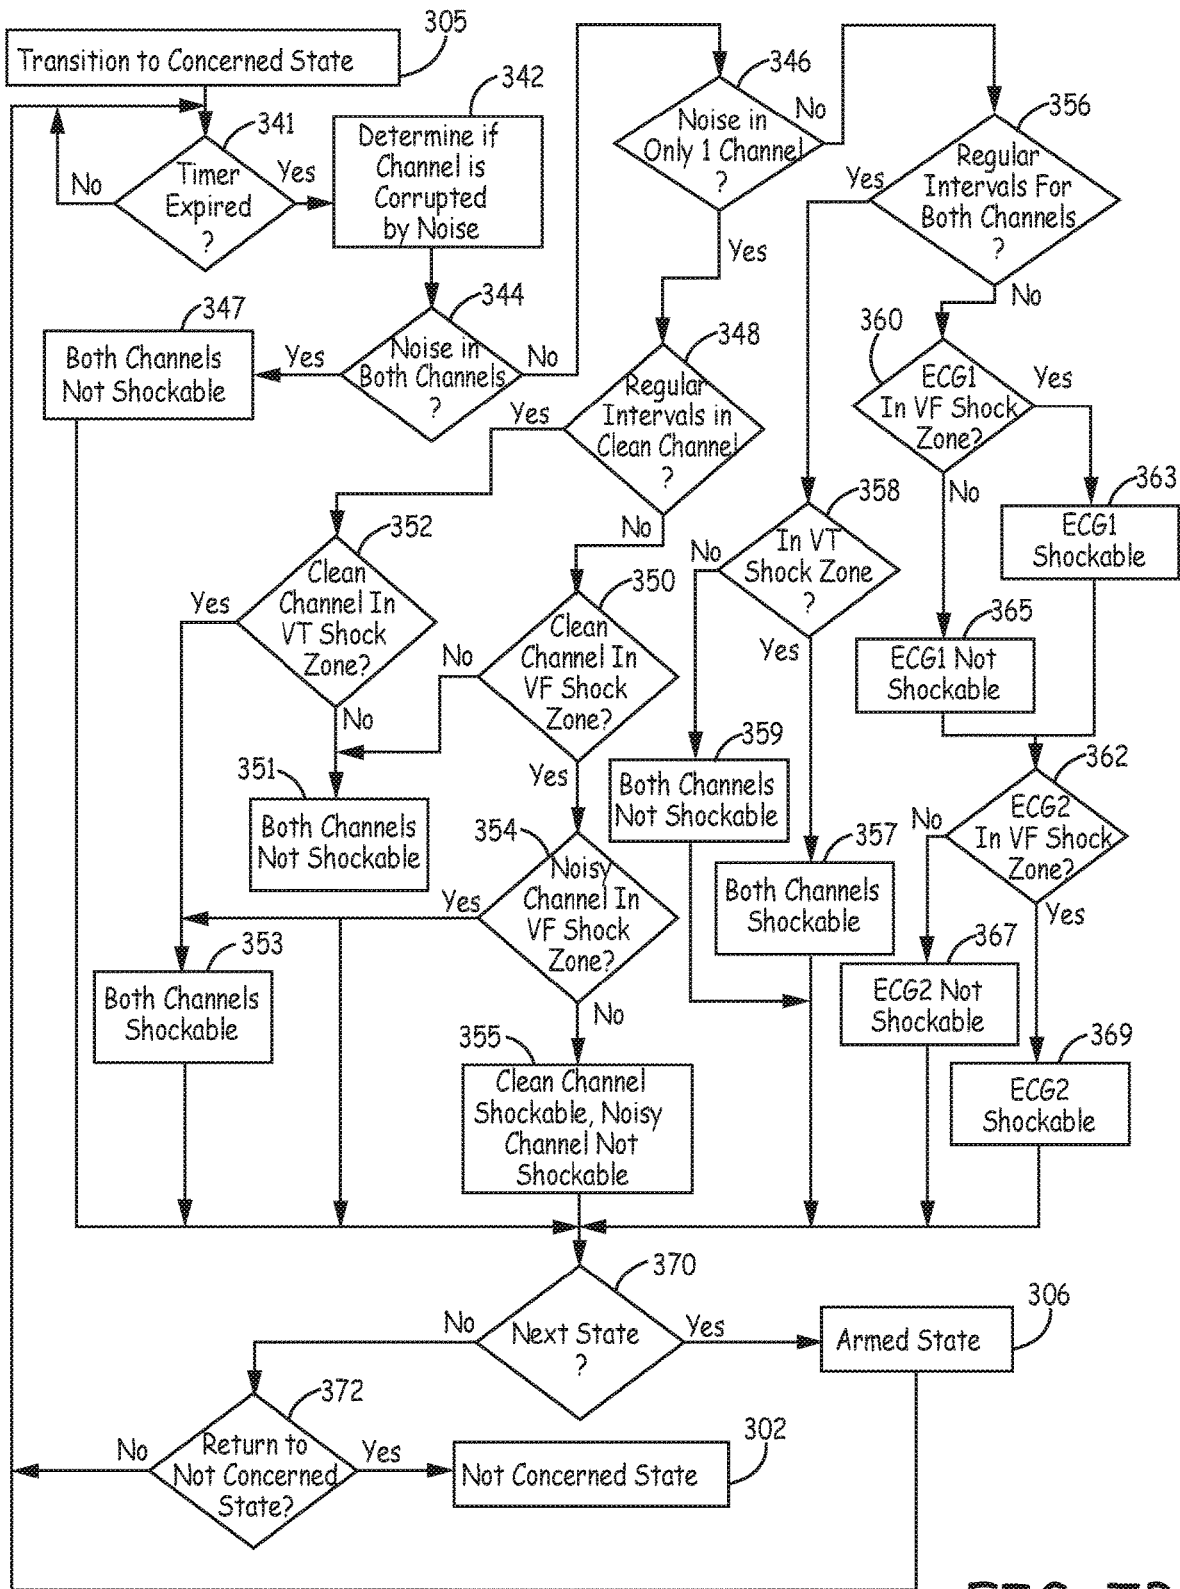 305
Transition to Concerned State
341
Timer
Expired
?
No
Yes
342
Determine if
Channel is
Corrupted
by Noise
344
Noise in
Both Channels
?
Yes
No
347
Both Channels
Not Shockable
346
Noise in
Only 1 Channel
?
No
Yes
356
Regular
Intervals For
Both Channels
?
Yes
No
348
Regular
Intervals in
Clean Channel
?
Yes
No
360
ECG1
In VF Shock
Zone?
Yes
No
363
ECG1
Shockable
365
ECG1 Not
Shockable
358
In VT
Shock Zone
?
No
Yes
352
Clean
Channel In
VT Shock
Zone?
Yes
No
350
Clean
Channel In
VF Shock
Zone?
No
Yes
351
Both Channels
Not Shockable
359
Both Channels
Not Shockable
362
ECG2
In VF Shock
Zone?
No
Yes
354
Noisy
Channel In
VF Shock
Zone?
Yes
No
357
Both Channels
Shockable
353
Both Channels
Shockable
367
ECG2 Not
Shockable
369
ECG2
Shockable
355
Clean Channel
Shockable, Noisy
Channel Not
Shockable
370
Next State
?
No
Yes
306
Armed State
372
Return to
Not Concerned
State?
No
Yes
302
Not Concerned State